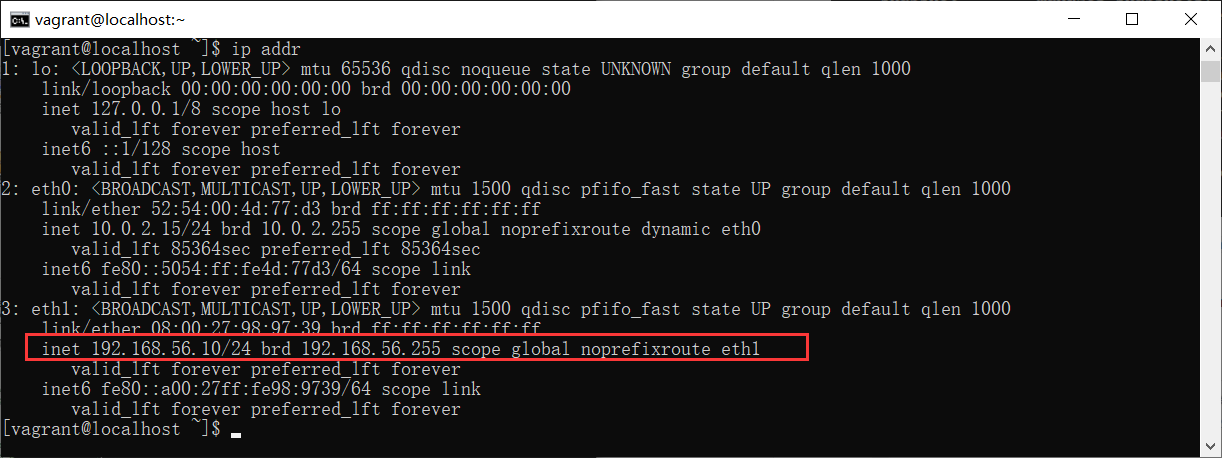 vagrant@localhost:~
[vagrant@localhost ~]$ ip addr
1: lo: <LOOPBACK,UP,LOWER_UP> mtu 65536 qdisc noqueue state UNKNOWN group default qlen 1000
link/loopback 00:00:00:00:00:00 brd 00:00:00:00:00:00
inet 127.0.0.1/8 scope host lo
valid_lft forever preferred_lft forever
inet6 ::1/128 scope host
valid_lft forever preferred_lft forever
2: eth0: <BROADCAST,MULTICAST,UP,LOWER_UP> mtu 1500 qdisc pfifo_fast state UP group default qlen 1000
link/ether 52:54:00:4d:77:d3 brd ff:ff:ff:ff:ff:ff
inet 10.0.2.15/24 brd 10.0.2.255 scope global noprefixroute dynamic eth0
valid_lft 85364sec preferred_lft 85364sec
inet6 fe80::5054:ff:fe4d:77d3/64 scope link
valid_lft forever preferred_lft forever
3: eth1: <BROADCAST,MULTICAST,UP,LOWER_UP> mtu 1500 qdisc pfifo_fast state UP group default qlen 1000
link/ether 08:00:27:98:97:39 brd ff:ff:ff:ff:ff:ff
inet 192.168.56.10/24 brd 192.168.56.255 scope global noprefixroute eth1
valid_lft forever preferred_lft forever
inet6 fe80::a00:27ff:fe98:9739/64 scope link
valid_lft forever preferred_lft forever
[vagrant@localhost ~]$